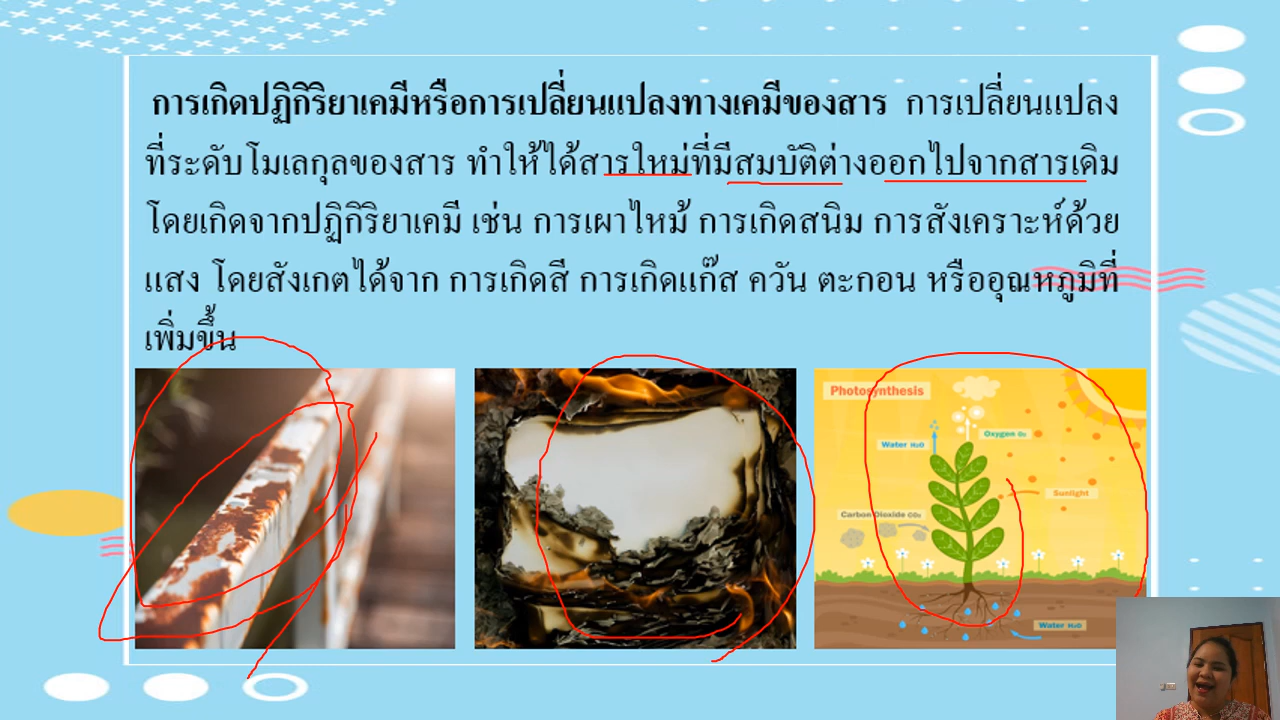 การเกิดปฏิกิริยาเคมีหรือการเปลี่ยนแปลงทางเคมีของสาร การเปลี่ยนแปลง
ที่ระดับโมเลกุลของสาร ทำให้ได้สารใหม่ที่มีสมบัติต่างออกไปจากสารเดิม
โดยเกิดจากปฏิกิริยาเคมี เช่น การเผาไหม้ การเกิดสนิม การสังเคราะห์ด้วย
แสง โดยสังเกตได้จาก การเกิดสี การเกิดแก๊ส ควัน ตะกอน หรืออุณหภูมิที่
เพิ่มขึ้น
Photosynthesis
Water H₂O
Oxygen O₂
Sunlight
Carbon Dioxide CO₂
Water H₂O